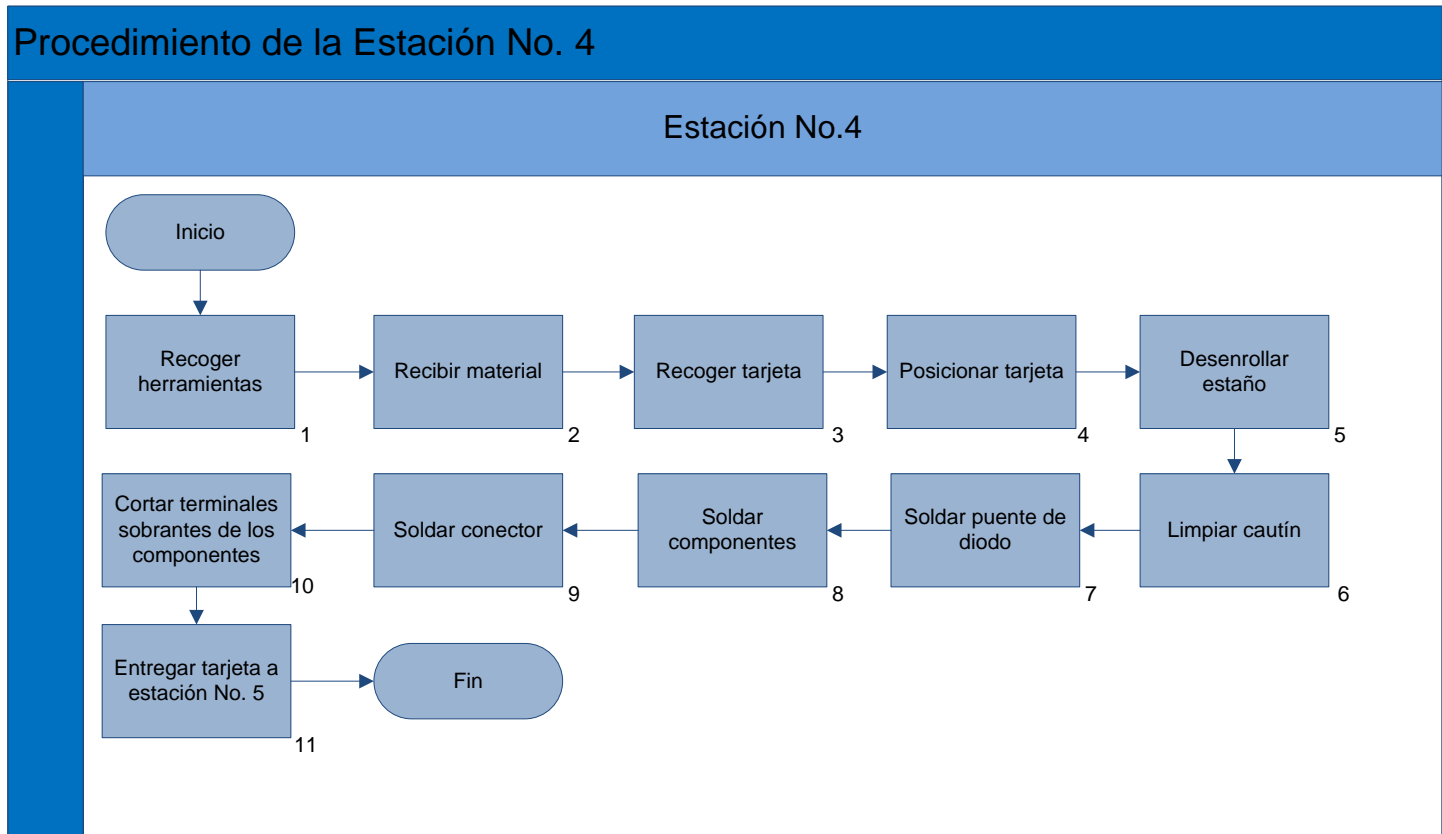 Procedimiento de la Estación No. 4
Estación No.4
Inicio
Recoger
herramientas
1
Recibir material
2
Recoger tarjeta
3
Posicionar tarjeta
4
Desenrollar
estaño
5
Limpiar cautín
6
Soldar puente de
diodo
7
Soldar
componentes
8
Soldar conector
9
Cortar terminales
sobrantes de los
componentes
10
Entregar tarjeta a
estación No. 5
11
Fin